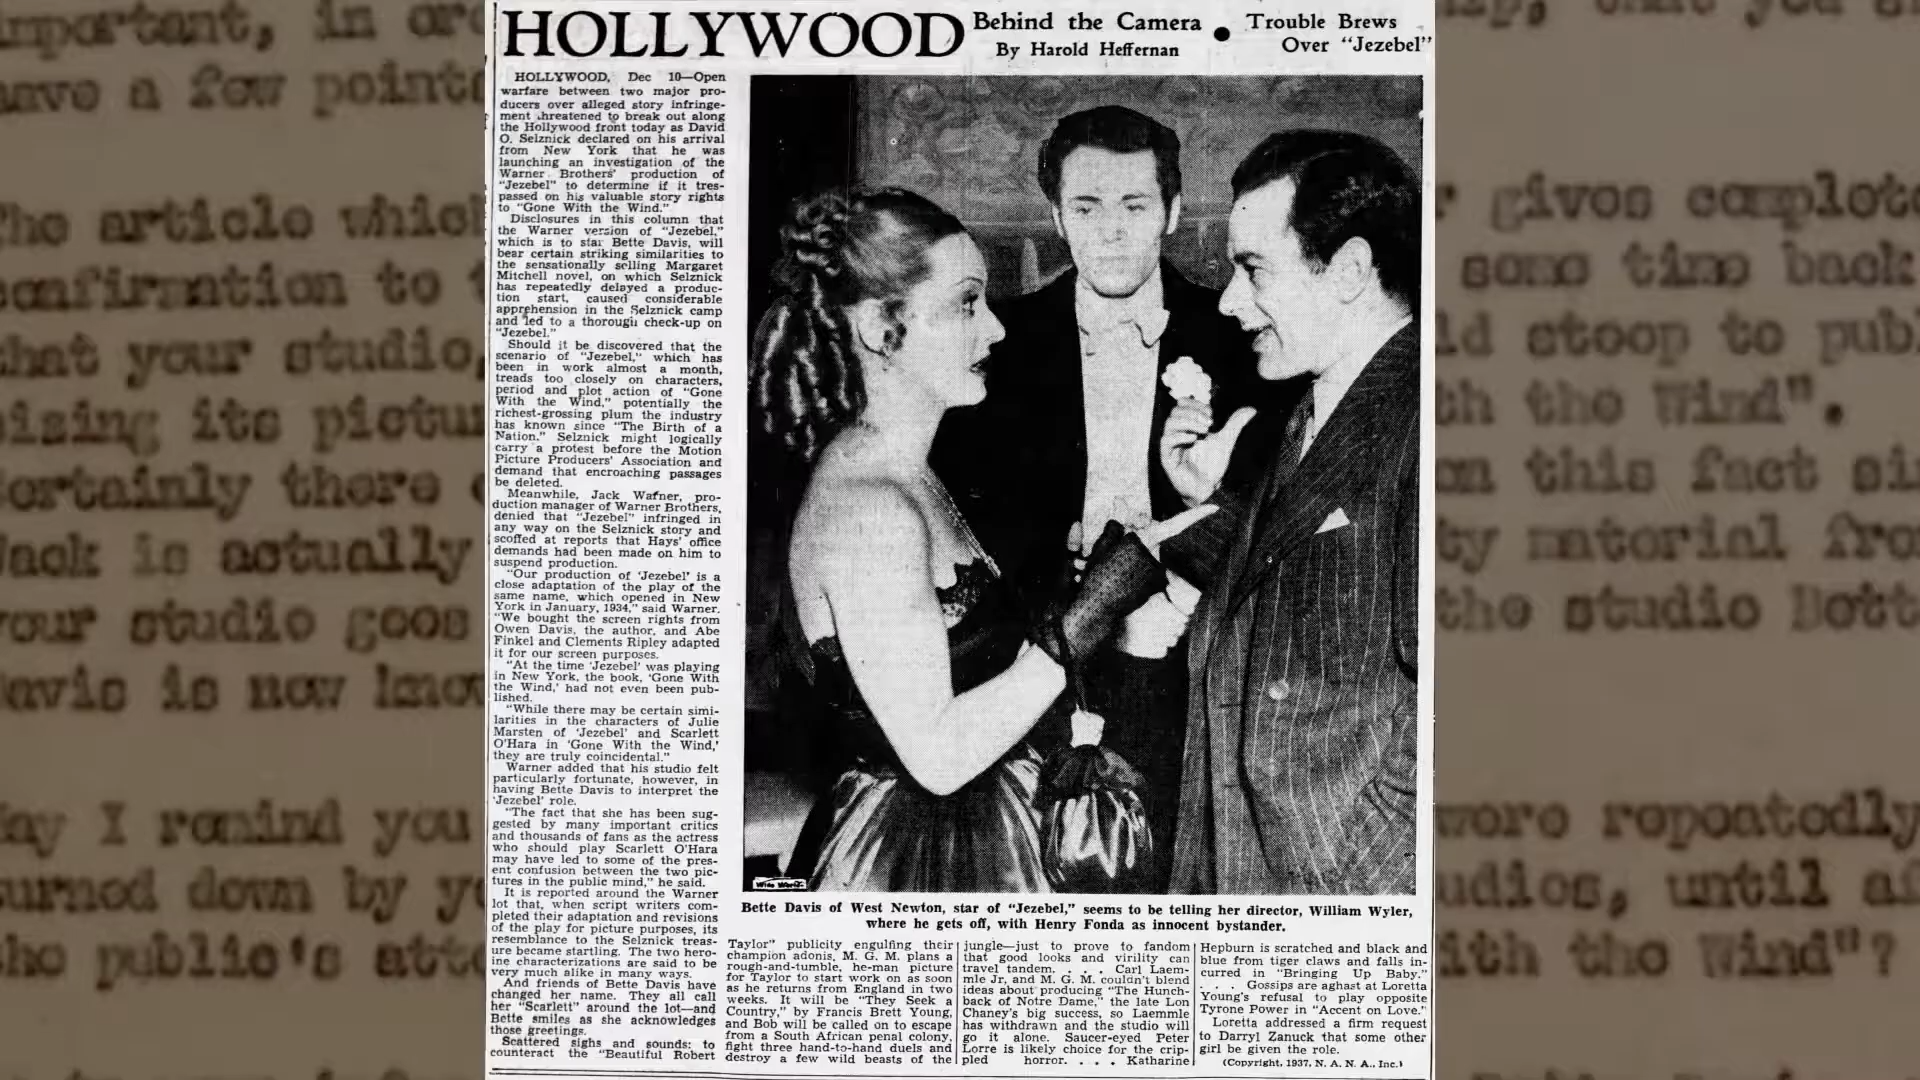 important, in
have a few
The article
confirmation to
that your studio,
its
certainly there
is actually
your studio goos
Davis is now
May I remind you
turned down by
the public's
givos
some time back
stoop to
th the Wind".
on this fact
material
the studio
wore ropoatedly
until
ith tho Wind"?
HOLLYWOOD
Behind the Camera
By Harold Heffernan
Trouble Brews
Over "Jezebel"
HOLLYWOOD, Dec 10—Open
warfare between two major pro-
ducers over alleged story infringe-
ment threatened to break out along
the Hollywood front today as David
O. Selznick declared on his arrival
from New York that he was
launching an investigation of the
Warner Brothers' production of
"Jezebel" to determine if it tres-
passed on his valuable story rights
to "Gone With the Wind."
Disclosures in this column that
the Warner version of "Jezebel,"
which is to star Bette Davis, will
bear certain striking similarities to
the sensationally selling Margaret
Mitchell novel, on which Selznick
has repeatedly delayed a produc-
tion start, caused considerable
apprehension in the Selznick camp
and led to a thorough check-up on
"Jezebel."
Should it be discovered that the
scenario of "Jezebel," which has
been in work almost a month,
treads too closely on characters,
period and plot action of "Gone
With the Wind," potentially the
richest-grossing plum the industry
has known since "The Birth of a
Nation." Selznick might logically
carry a protest before the Motion
Picture Producers' Association and
demand that encroaching passages
be deleted.
Meanwhile, Jack Warner, pro-
duction manager of Warner Brothers,
denied that "Jezebel" infringed in
any way on the Selznick story and
scoffed at reports that Hays' office
demands had been made on him to
suspend production.
"Our production of 'Jezebel' is a
close adaptation of the play of the
same name, which opened in New
York in January, 1934," said Warner.
"We bought the screen rights from
Owen Davis, the author, and Abe
Finkel and Clements Ripley adapted
it for our screen purposes.
"At the time 'Jezebel' was playing
in New York, the book, 'Gone With
the Wind,' had not even been pub-
lished.
"While there may be certain simi-
larities in the characters of Julie
Marsten of 'Jezebel' and Scarlett
O'Hara in 'Gone With the Wind,'
they are truly coincidental."
Warner added that his studio felt
particularly fortunate, however, in
having Bette Davis to interpret the
'Jezebel' role.
"The fact that she has been sug-
gested by many important critics
and thousands of fans as the actress
who should play Scarlett O'Hara
may have led to some of the pres-
ent confusion between the two pic-
tures in the public mind," he said.
It is reported around the Warner
lot that, when script writers com-
pleted their adaptation and revisions
of the play for picture purposes, its
resemblance to the Selznick treas-
ure became startling. The two hero-
ine characterizations are said to be
very much alike in many ways.
And friends of Bette Davis have
changed her name. They all call
her "Scarlett" around the lot—and
Bette smiles as she acknowledges
those greetings.
Scattered sighs and sounds: to
counteract the "Beautiful Robert
Wide World
Bette Davis of West Newton, star of "Jezebel," seems to be telling her director, William Wyler,
where he gets off, with Henry Fonda as innocent bystander.
Taylor" publicity engulfing their
champion adonis, M. G. M. plans a
rough-and-tumble, he-man picture
for Taylor to start work on as soon
as he returns from England in two
weeks. It will be "They Seek a
Country," by Francis Brett Young,
and Bob will be called on to escape
from a South African penal colony,
fight three hand-to-hand duels and
destroy a few wild beasts of the
jungle—just to prove to fandom
that good looks and virility can
travel tandem. . . . Carl Laem-
mle Jr, and M. G. M. couldn't blend
ideas about producing "The Hunch-
back of Notre Dame," the late Lon
Chaney's big success, so Laemmle
has withdrawn and the studio will
go it alone. Saucer-eyed Peter
Lorre is likely choice for the crip-
pled horror. . . . Katharine
Hepburn is scratched and black and
blue from tiger claws and falls in-
curred in "Bringing Up Baby."
. . . Gossips are aghast at Loretta
Young's refusal to play opposite
Tyrone Power in "Accent on Love."
Loretta addressed a firm request
to Darryl Zanuck that some other
girl be given the role.
(Copyright, 1937, N. A. N. A., Inc.)